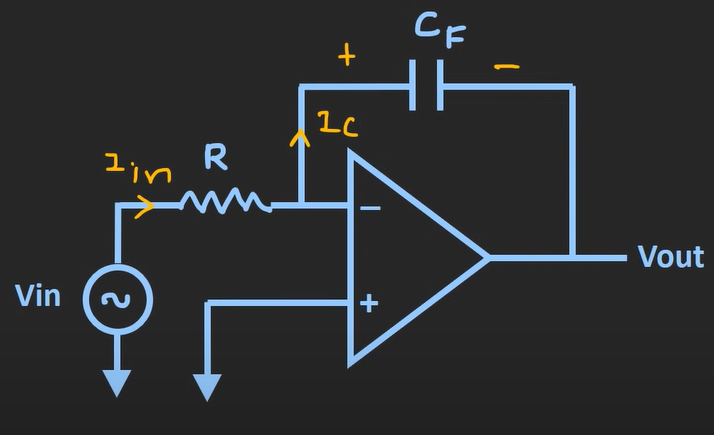 C_F
+ −
I_C
I_in R
−
Vin
Vout
+